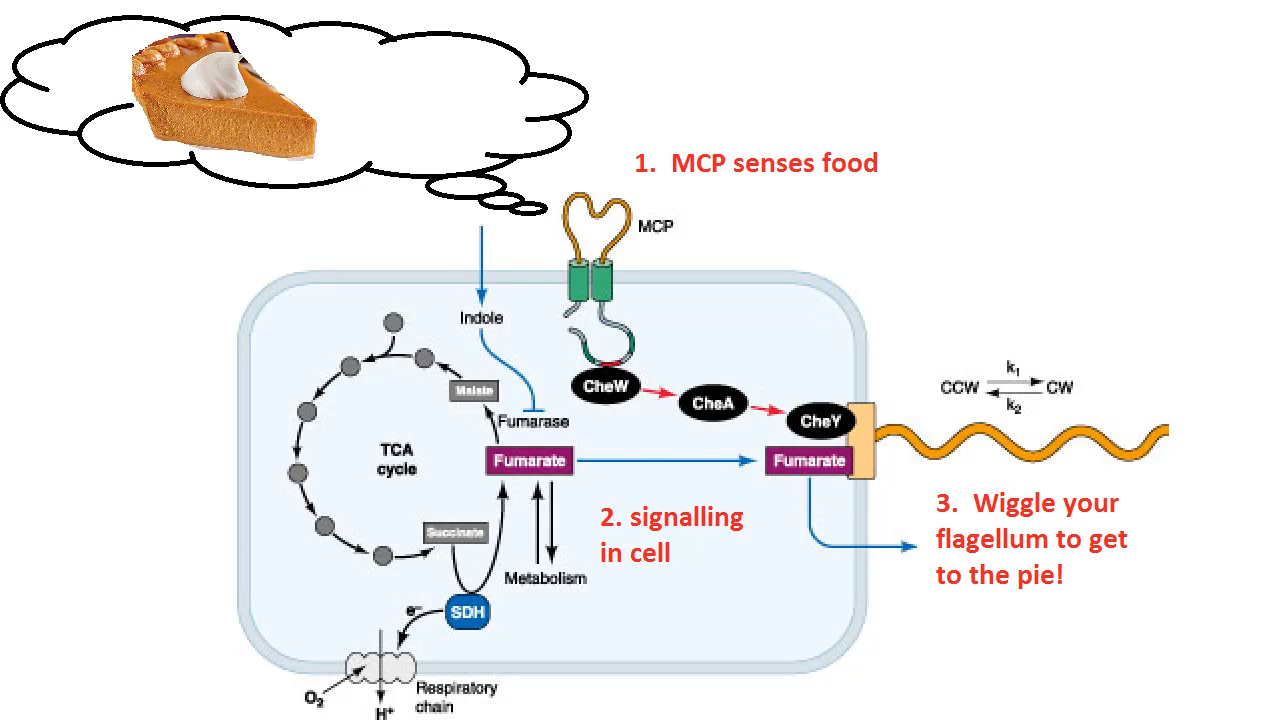 1. MCP senses food
MCP
Indole
CheW
CheA
CheY
k1
CCW
CW
k2
Malate
Fumarase
TCA
cycle
Fumarate
Fumarate
2. signalling
in cell
3. Wiggle your
flagellum to get
to the pie!
Succinate
Metabolism
e–
SDH
O2
H+
Respiratory
chain